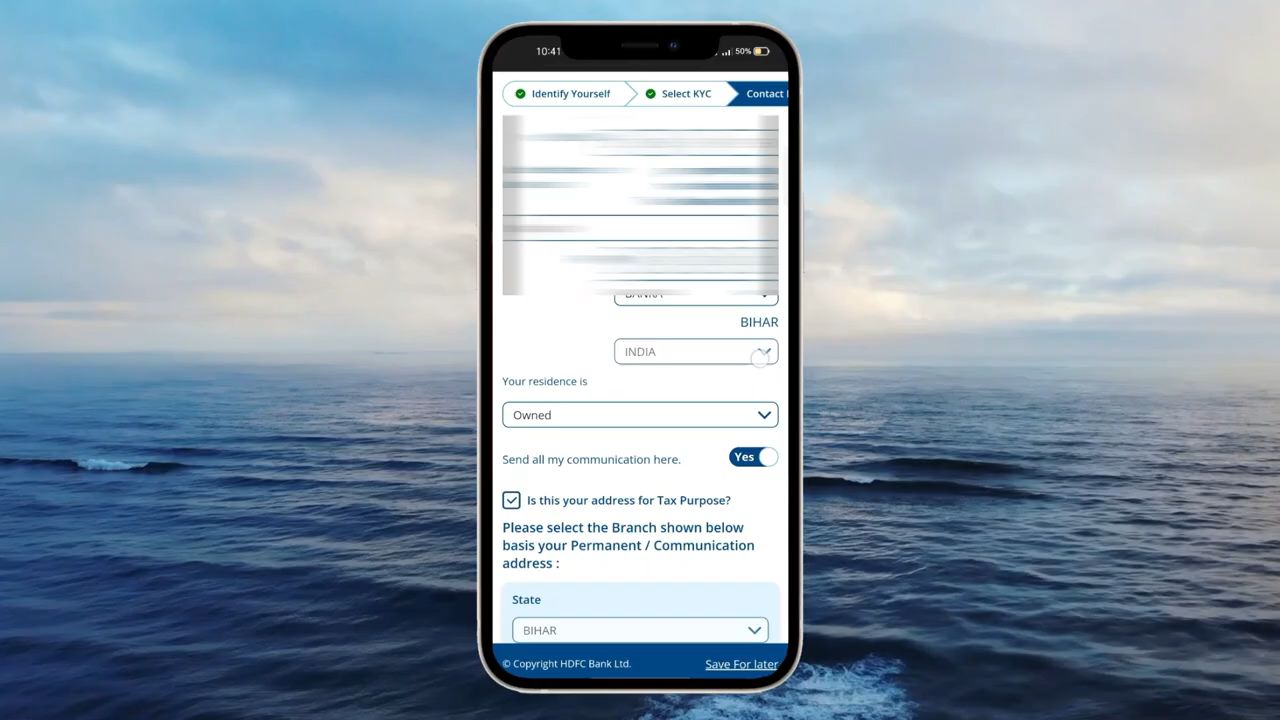 10:41
50%
Identify Yourself
Select KYC
Contact
BANKA
BIHAR
INDIA
Your residence is
Owned
Send all my communication here.
Yes
Is this your address for Tax Purpose?
Please select the Branch shown below
basis your Permanent / Communication
address :
State
BIHAR
© Copyright HDFC Bank Ltd.
Save For later